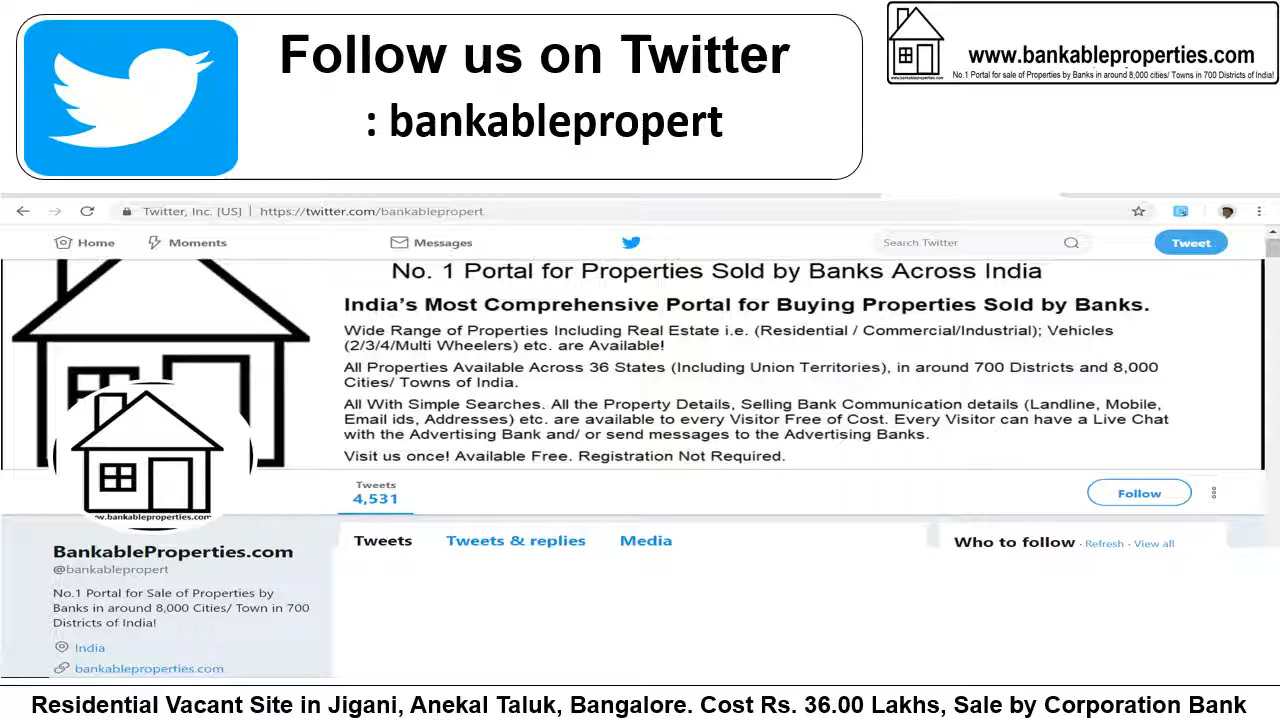 Follow us on Twitter
: bankablepropert
www.bankableproperties.com
No.1 Portal for sale of Properties by Banks in around 8,000 cities/ Towns in 700 Districts of India!
Twitter, Inc. [US] | https://twitter.com/bankablepropert
Home Moments Messages Search Twitter Tweet
No. 1 Portal for Properties Sold by Banks Across India
India's Most Comprehensive Portal for Buying Properties Sold by Banks.
Wide Range of Properties Including Real Estate i.e. (Residential / Commercial/Industrial); Vehicles
(2/3/4/Multi Wheelers) etc. are Available!
All Properties Available Across 36 States (Including Union Territories), in around 700 Districts and 8,000
Cities/ Towns of India.
All With Simple Searches. All the Property Details, Selling Bank Communication details (Landline, Mobile,
Email ids, Addresses) etc. are available to every Visitor Free of Cost. Every Visitor can have a Live Chat
with the Advertising Bank and/ or send messages to the Advertising Banks.
Visit us once! Available Free. Registration Not Required.
Tweets
4,531
Follow
w.bankableproperties.com
Tweets Tweets & replies Media
Who to follow · Refresh · View all
BankableProperties.com
@bankablepropert
No.1 Portal for Sale of Properties by
Banks in around 8,000 Cities/ Town in 700
Districts of India!
India
bankableproperties.com
Residential Vacant Site in Jigani, Anekal Taluk, Bangalore. Cost Rs. 36.00 Lakhs, Sale by Corporation Bank